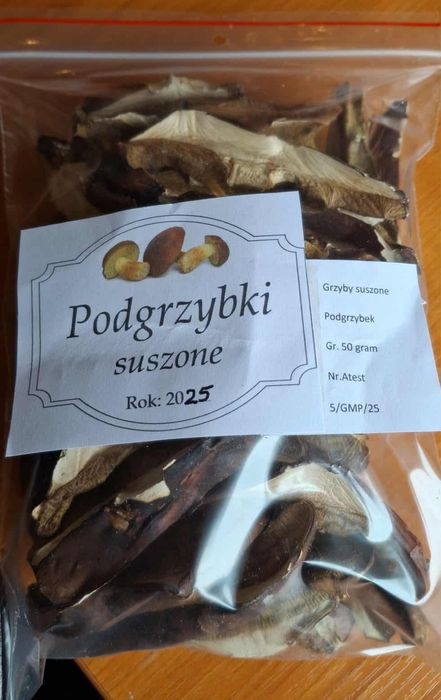 Podgrzybki
suszone
Rok: 2025
Grzyby suszone
Podgrzybek
Gr. 50 gram
Nr.Atest
5/GMP/25